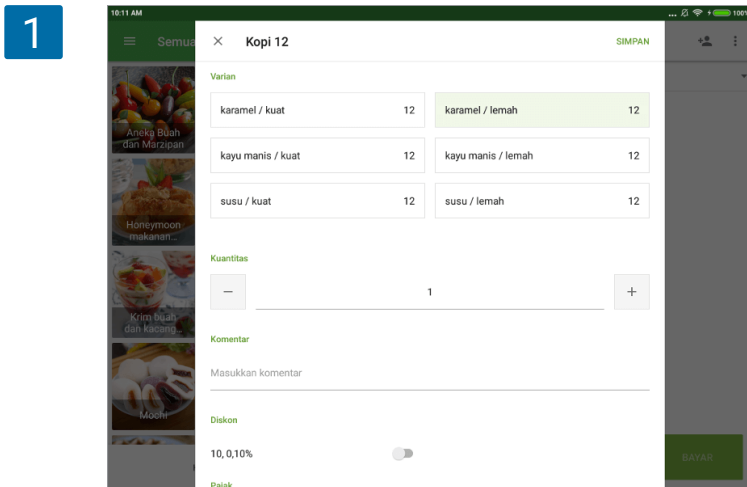 1
10:11 AM
... 100%
Semua
Kopi 12
SIMPAN
Varian
karamel / kuat 12
karamel / lemah 12
kayu manis / kuat 12
kayu manis / lemah 12
susu / kuat 12
susu / lemah 12
Aneka Buah
dan Marzipan
Honeymoon
makanan...
Krim buah
dan kacang...
Mochi
Kuantitas
− 1 +
Komentar
Masukkan komentar
Diskon
10, 0,10%
Pajak
BAYAR